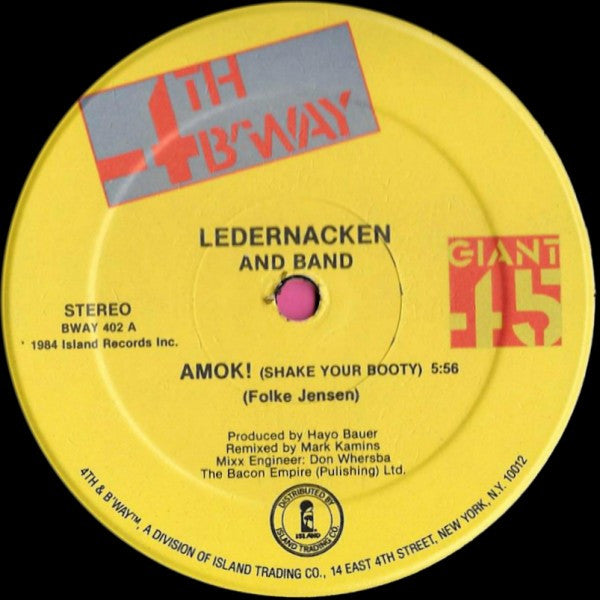 4TH
B'WAY
LEDERNACKEN
AND BAND
GIANT
45
STEREO
BWAY 402 A
1984 Island Records Inc.
AMOK! (SHAKE YOUR BOOTY) 5:56
(Folke Jensen)
Produced by Hayo Bauer
Remixed by Mark Kamins
Mixx Engineer: Don Whersba
The Bacon Empire (Pulishing) Ltd.
DISTRIBUTED BY
ISLAND
ISLAND TRADING CO.
4TH & B'WAY™, A DIVISION OF ISLAND TRADING CO., 14 EAST 4TH STREET, NEW YORK, N.Y. 10012